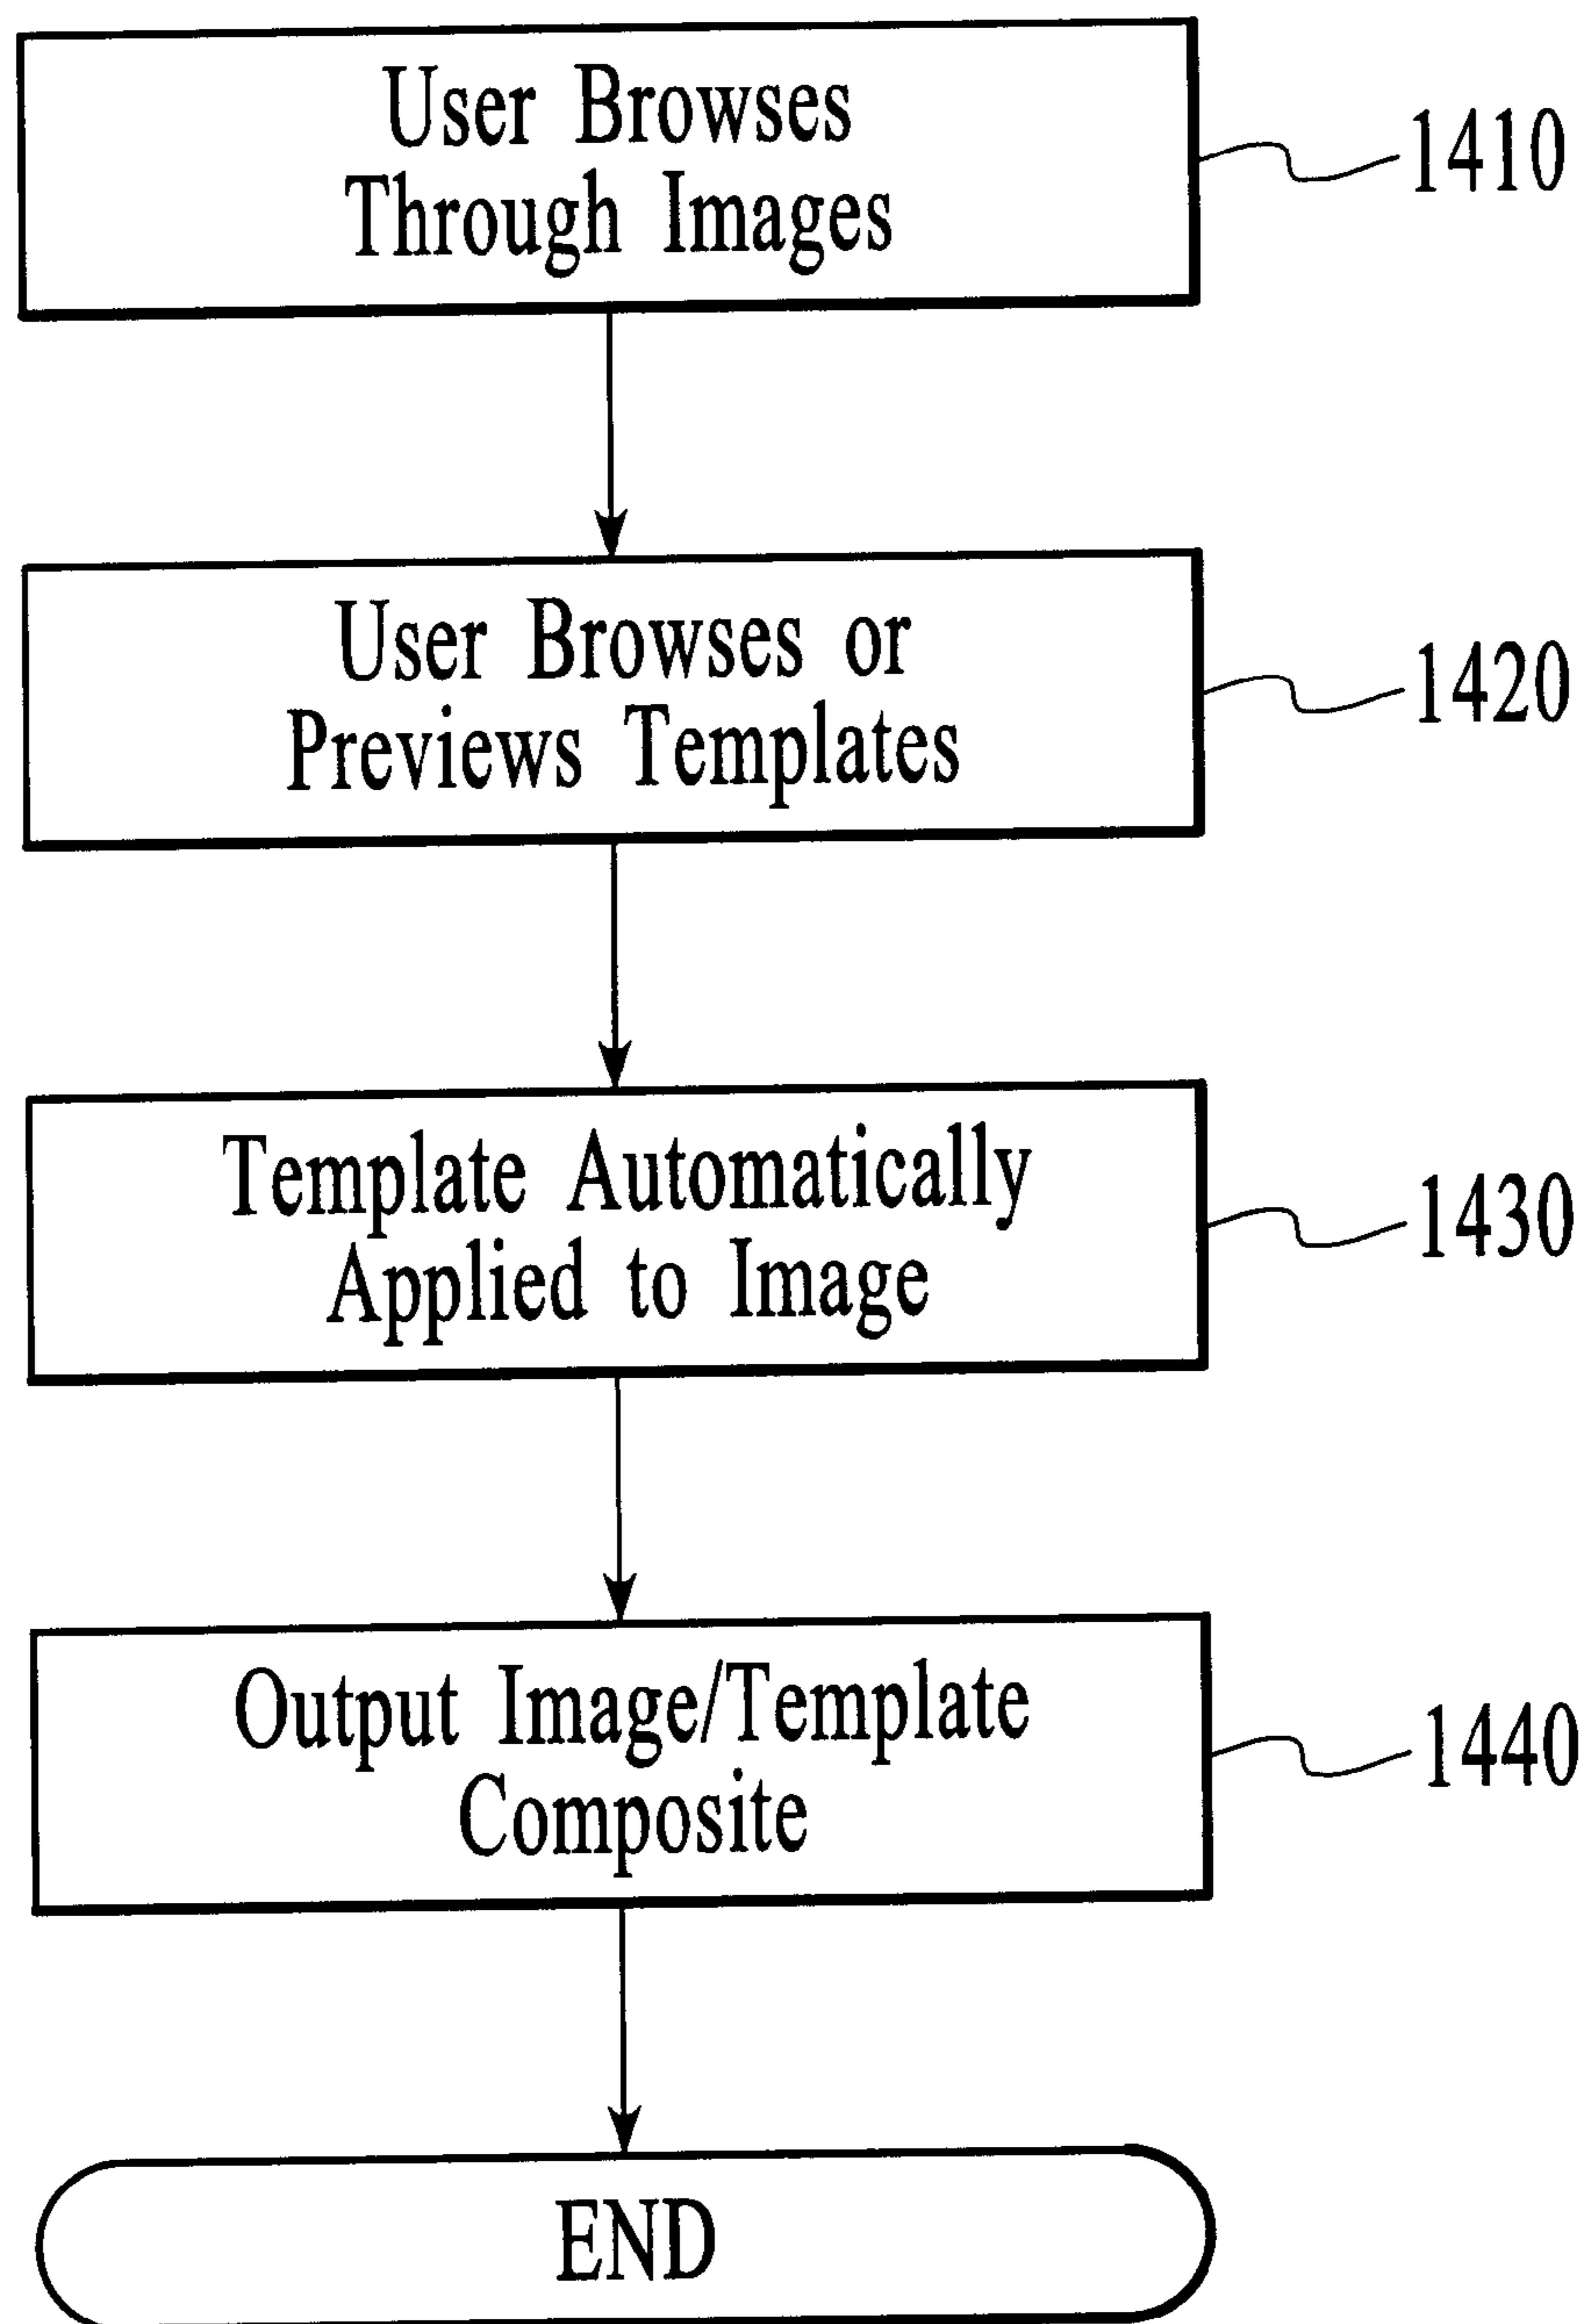 User Browses
Through Images
1410
User Browses or
Previews Templates
1420
Template Automatically
Applied to Image
1430
Output Image/Template
Composite
1440
END